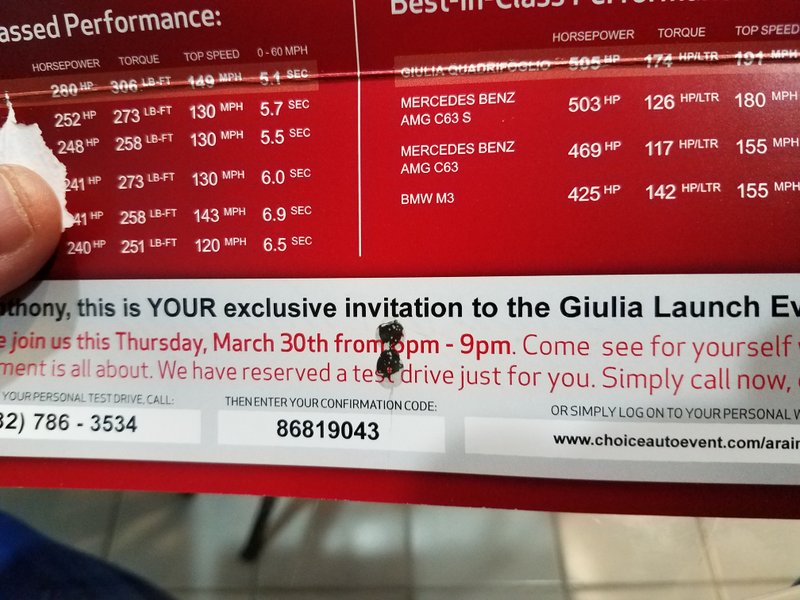 assed Performance:
HORSEPOWER TORQUE TOP SPEED 0 - 60 MPH
280 HP 306 LB-FT 149 MPH 5.1 SEC
252 HP 273 LB-FT 130 MPH 5.7 SEC
248 HP 258 LB-FT 130 MPH 5.5 SEC
241 HP 273 LB-FT 130 MPH 6.0 SEC
41 HP 258 LB-FT 143 MPH 6.9 SEC
240 HP 251 LB-FT 120 MPH 6.5 SEC
Best-in-Class Performa
HORSEPOWER TORQUE TOP SPEED
GIULIA QUADRIFOGLIO 505 HP 174 HP/LTR 191 MPH
MERCEDES BENZ
AMG C63 S 503 HP 126 HP/LTR 180 MPH
MERCEDES BENZ
AMG C63 469 HP 117 HP/LTR 155 MPH
BMW M3 425 HP 142 HP/LTR 155 MPH
nthony, this is YOUR exclusive invitation to the Giulia Launch Ev
e join us this Thursday, March 30th from 6pm - 9pm. Come see for yourself
ment is all about. We have reserved a test drive just for you. Simply call now,
YOUR PERSONAL TEST DRIVE, CALL: THEN ENTER YOUR CONFIRMATION CODE: OR SIMPLY LOG ON TO YOUR PERSONAL W
32) 786 - 3534 86819043 www.choiceautoevent.com/arain